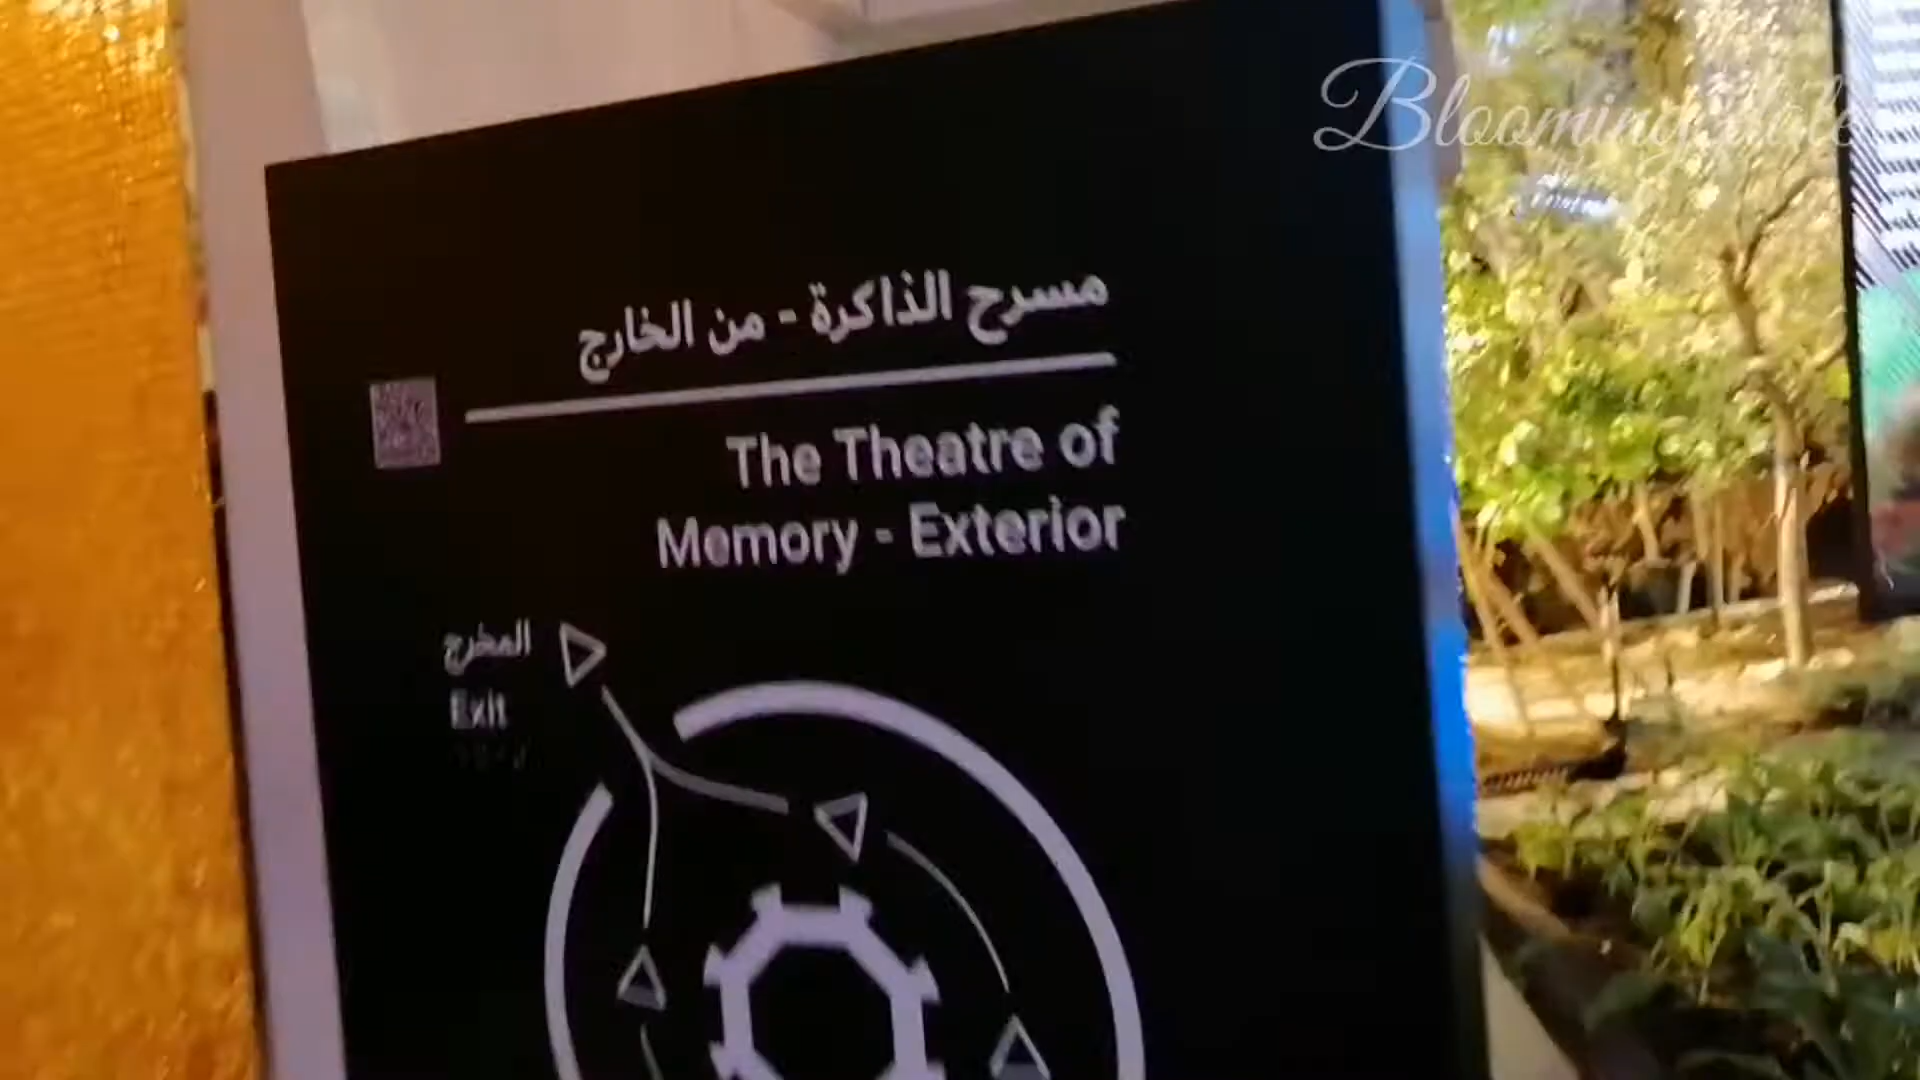 مسرح الذاكرة - من الخارج
The Theatre of
Memory - Exterior
المخرج
Exit